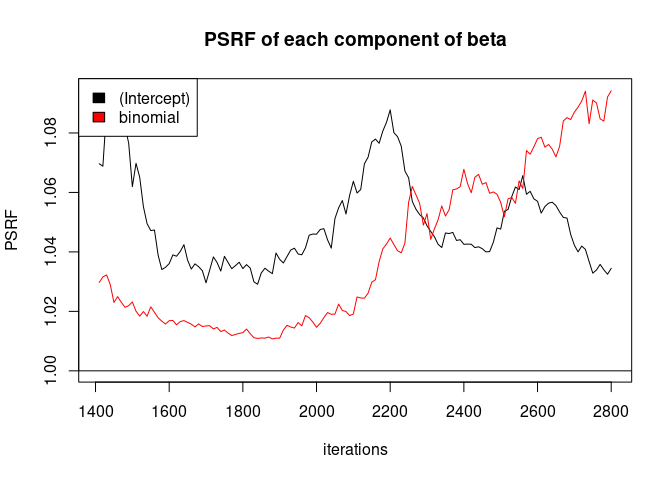 PSRF of each component of beta
(Intercept)
binomial
PSRF
1.08
1.06
1.04
1.02
1.00
1400 1600 1800 2000 2200 2400 2600 2800
iterations